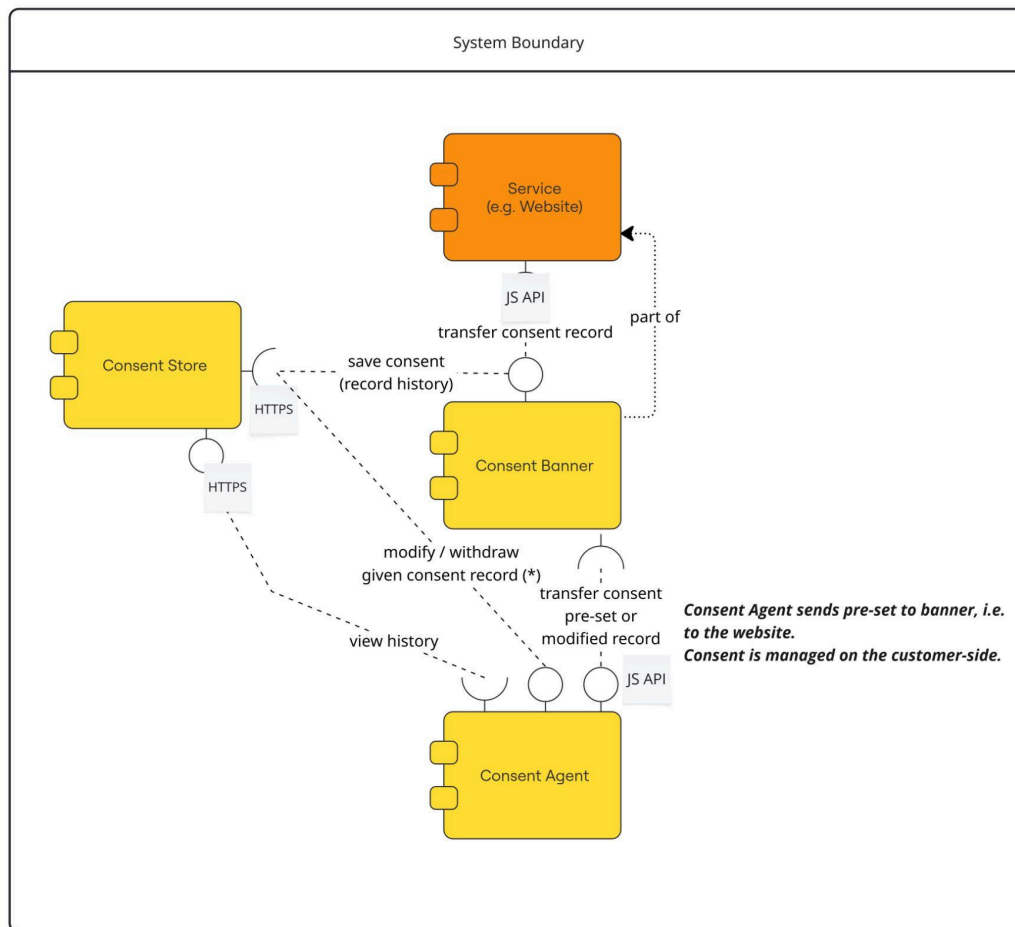 System Boundary
Service
(e.g. Website)
JS API
transfer consent record
part of
save consent
(record history)
Consent Store
HTTPS
HTTPS
Consent Banner
modify / withdraw
given consent record (*)
transfer consent
pre-set or
modified record
Consent Agent sends pre-set to banner, i.e.
to the website.
Consent is managed on the customer-side.
view history
JS API
Consent Agent